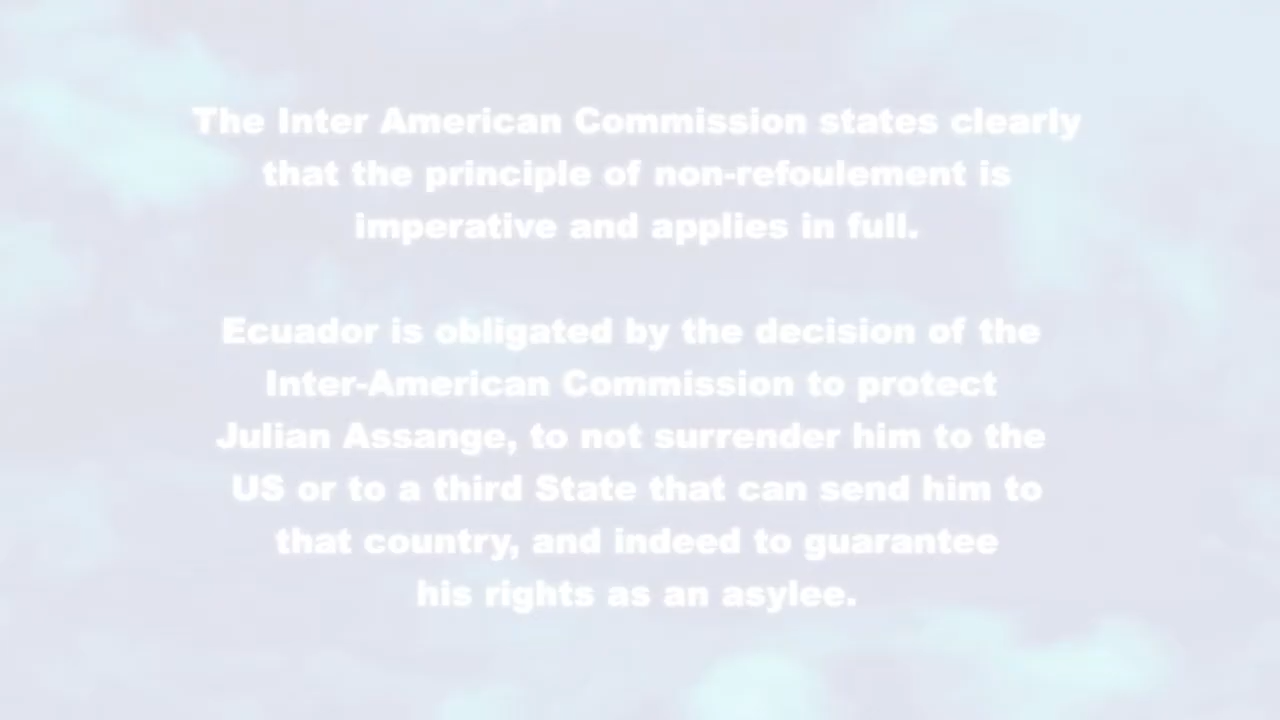 The Inter American Commission states clearly
that the principle of non-refoulement is
imperative and applies in full.
Ecuador is obligated by the decision of the
Inter-American Commission to protect
Julian Assange, to not surrender him to the
US or to a third State that can send him to
that country, and indeed to guarantee
his rights as an asylee.